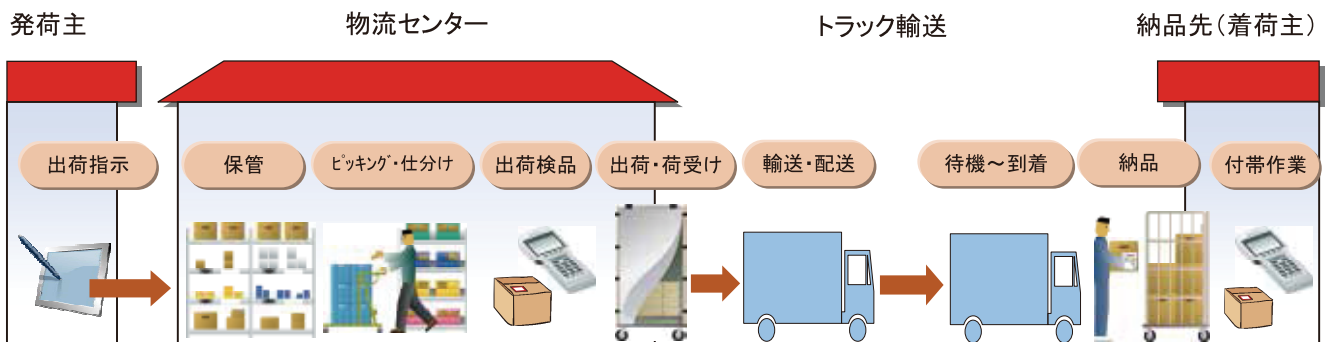 発荷主
物流センター
トラック輸送
納品先(着荷主)
出荷指示
保管
ピッキング・仕分け
出荷検品
出荷・荷受け
輸送・配送
待機～到着
納品
付帯作業